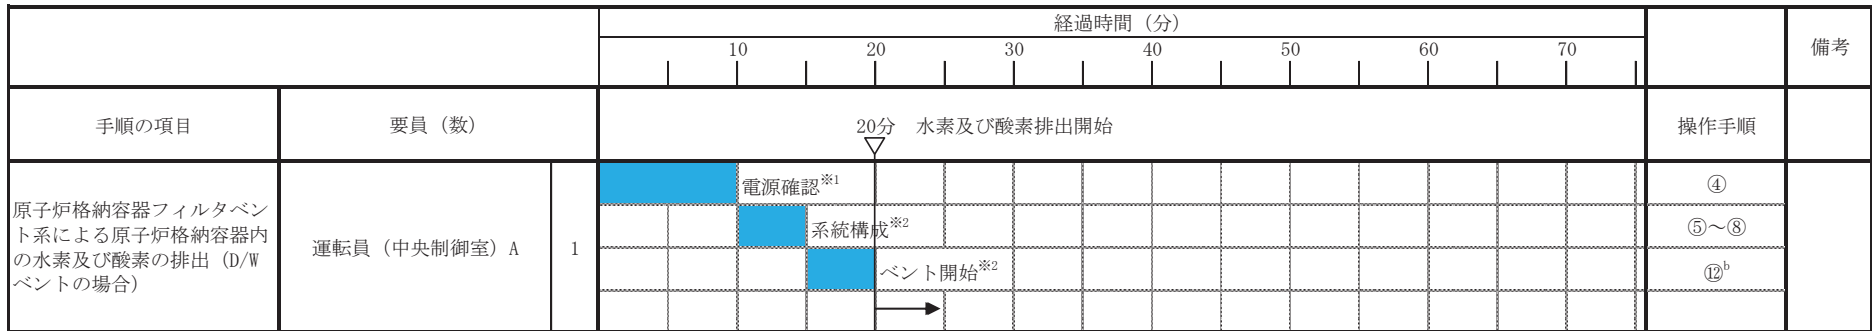 経過時間（分）
備考
10 20 30 40 50 60 70
手順の項目 要員（数） 20分 水素及び酸素排出開始 操作手順
原子炉格納容器フィルタベン
ト系による原子炉格納容器内
の水素及び酸素の排出（D/W
ベントの場合）
運転員（中央制御室）A 1
電源確認※1 ④
系統構成※2 ⑤～⑧
ベント開始※2 ⑫b